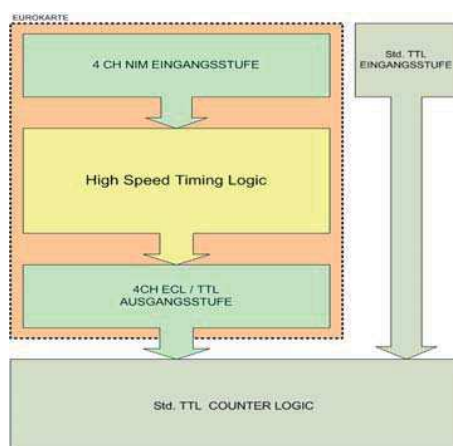 EUROKARTE
4 CH NIM EINGANGSSTUFE
Std. TTL
EINGANGSSTUFE
High Speed Timing Logic
4CH ECL / TTL
AUSGANGSSTUFE
Std. TTL COUNTER LOGIC